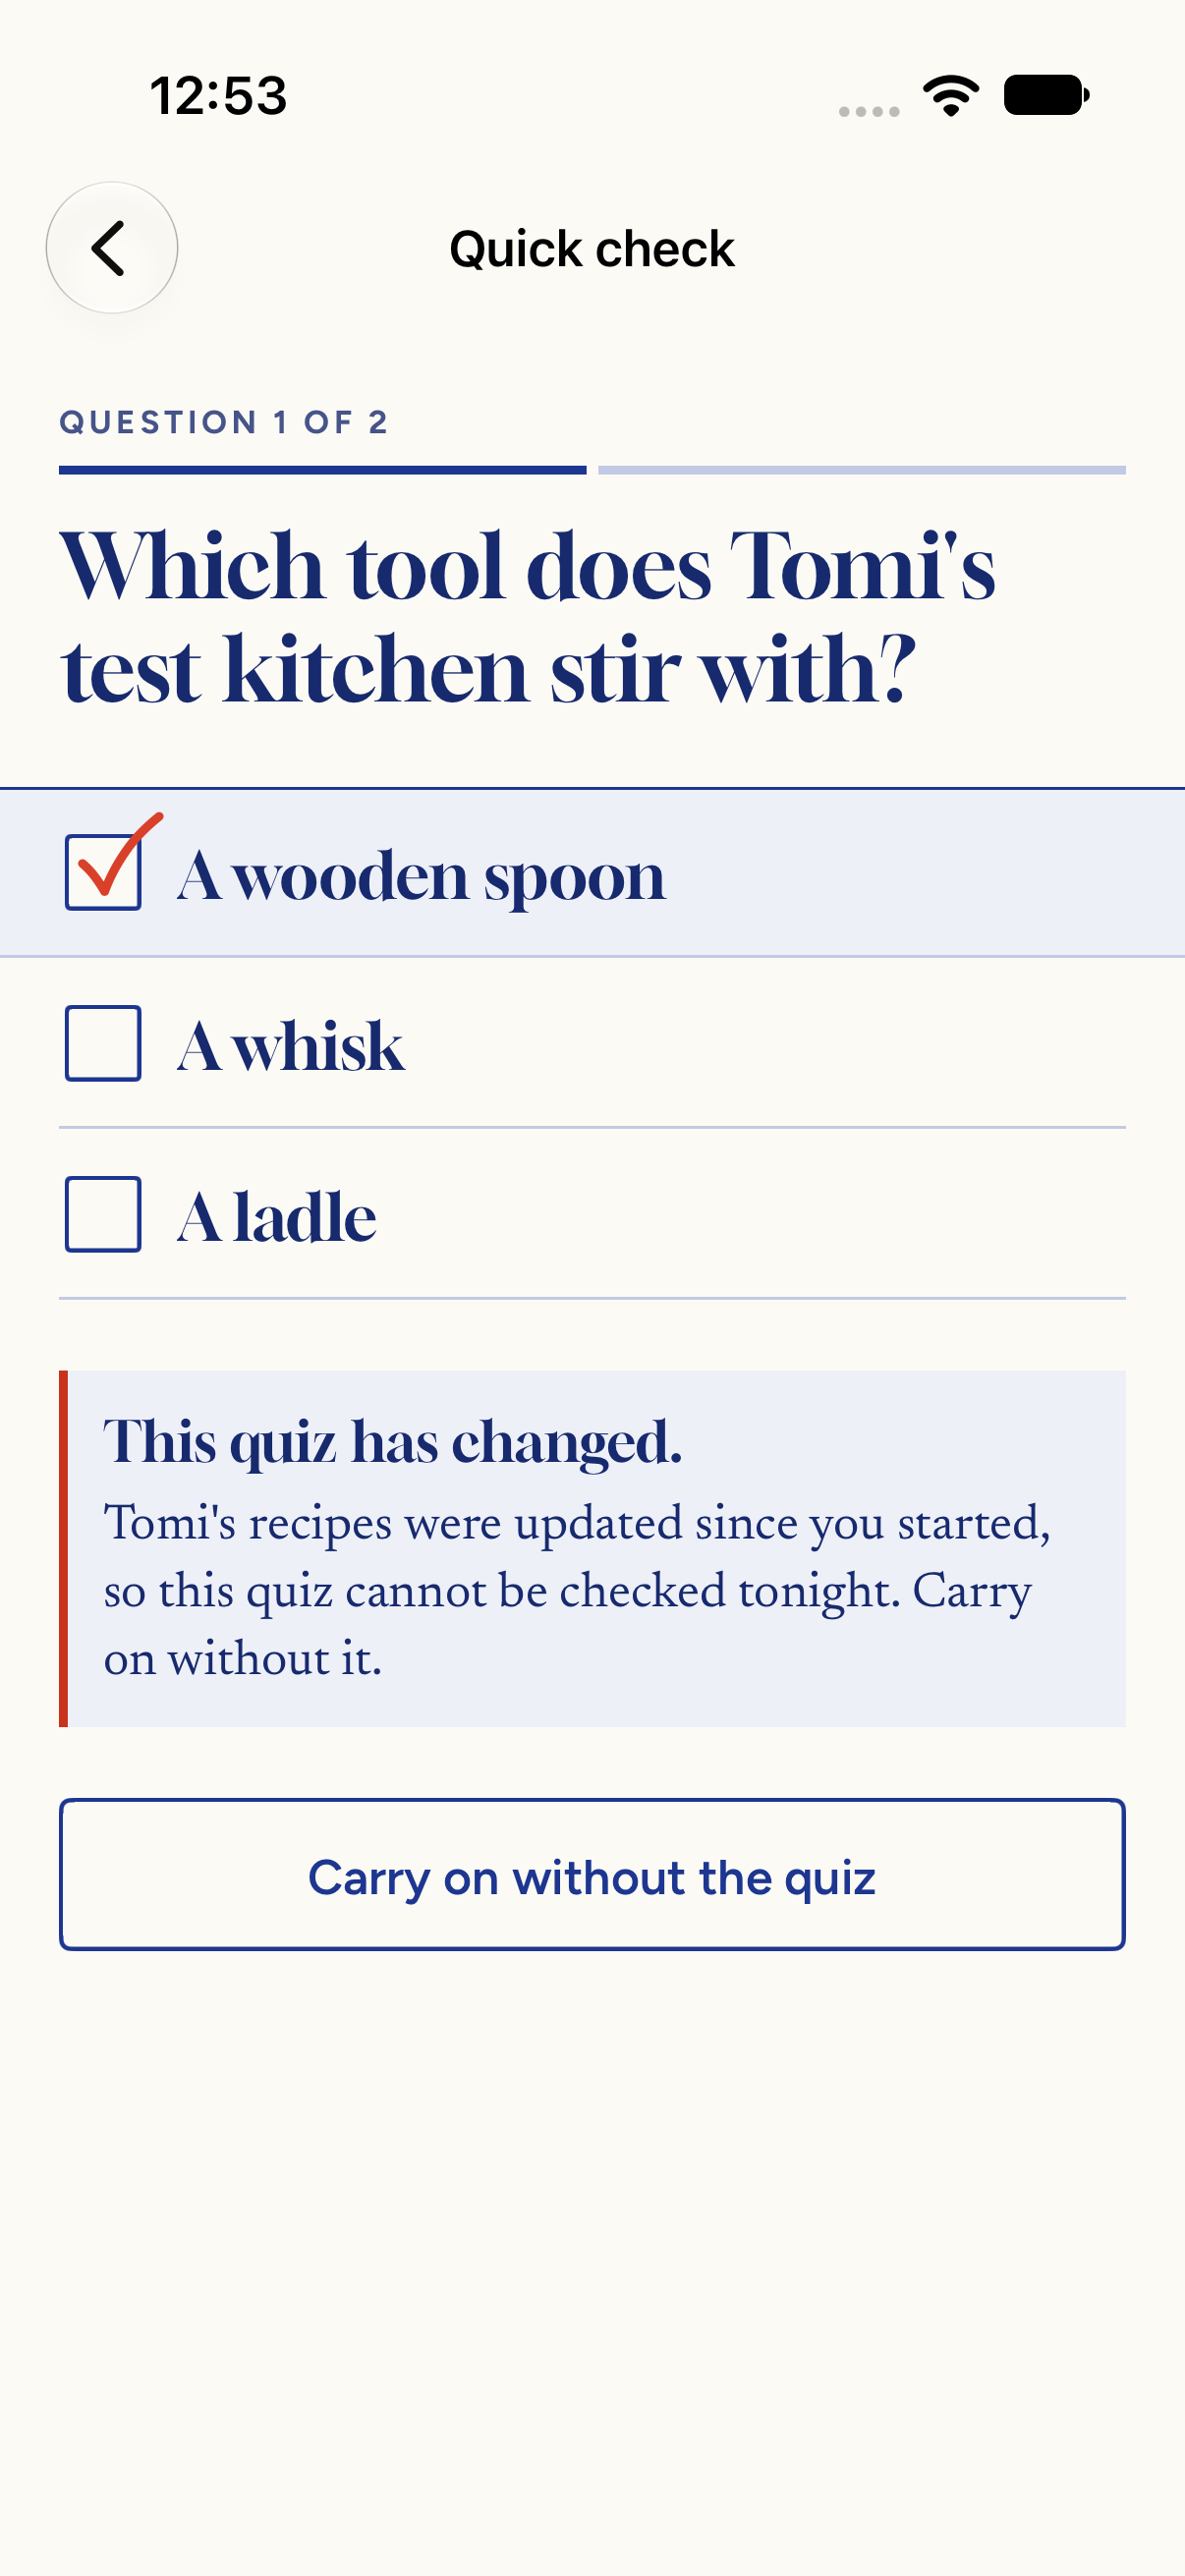 12:53
Quick check
QUESTION 1 OF 2
Which tool does Tomi's
test kitchen stir with?
A wooden spoon
A whisk
A ladle
This quiz has changed.
Tomi's recipes were updated since you started,
so this quiz cannot be checked tonight. Carry
on without it.
Carry on without the quiz